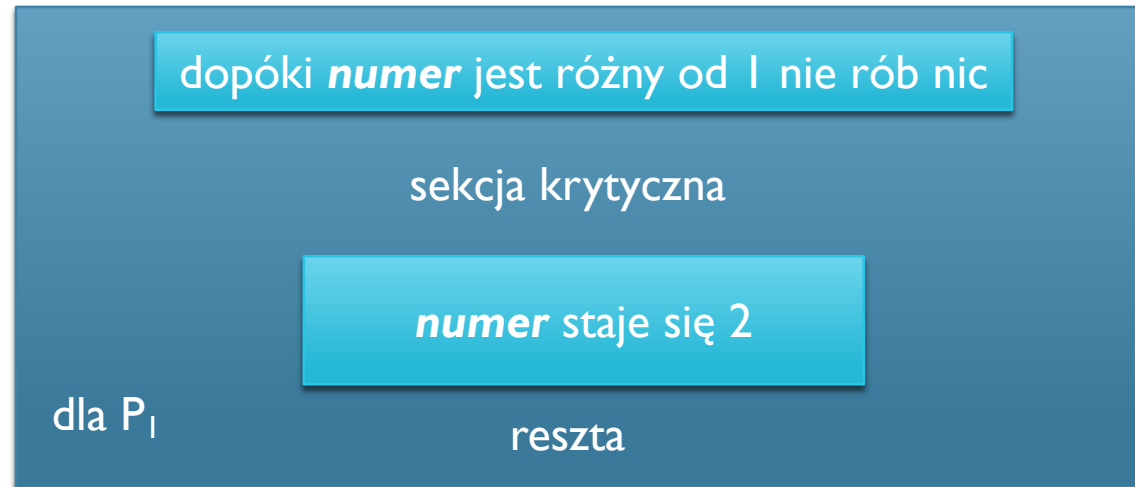 dopóki numer jest różny od 1 nie rób nic
sekcja krytyczna
numer staje się 2
dla P₁
reszta